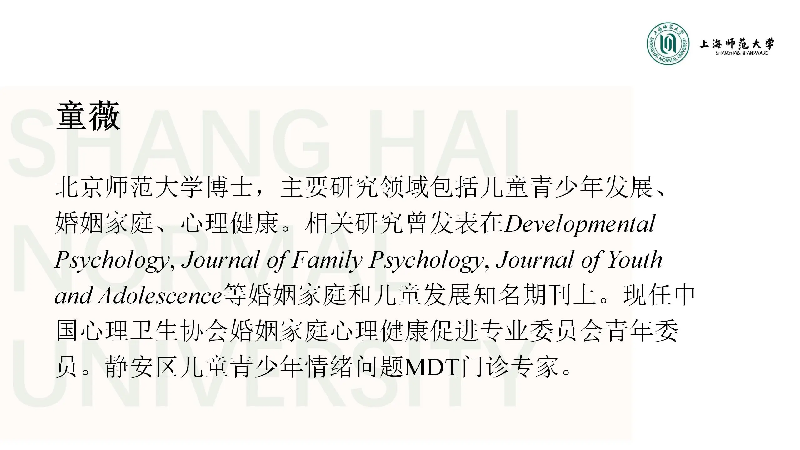 上海师范大学
童薇
北京师范大学博士，主要研究领域包括儿童青少年发展、
婚姻家庭、心理健康。相关研究曾发表在Developmental
Psychology, Journal of Family Psychology, Journal of Youth
and Adolescence等婚姻家庭和儿童发展知名期刊上。现任中
国心理卫生协会婚姻家庭心理健康促进专业委员会青年委
员。静安区儿童青少年情绪问题MDT门诊专家。
SHANG HAI
NORMAL
UNIVERSITY